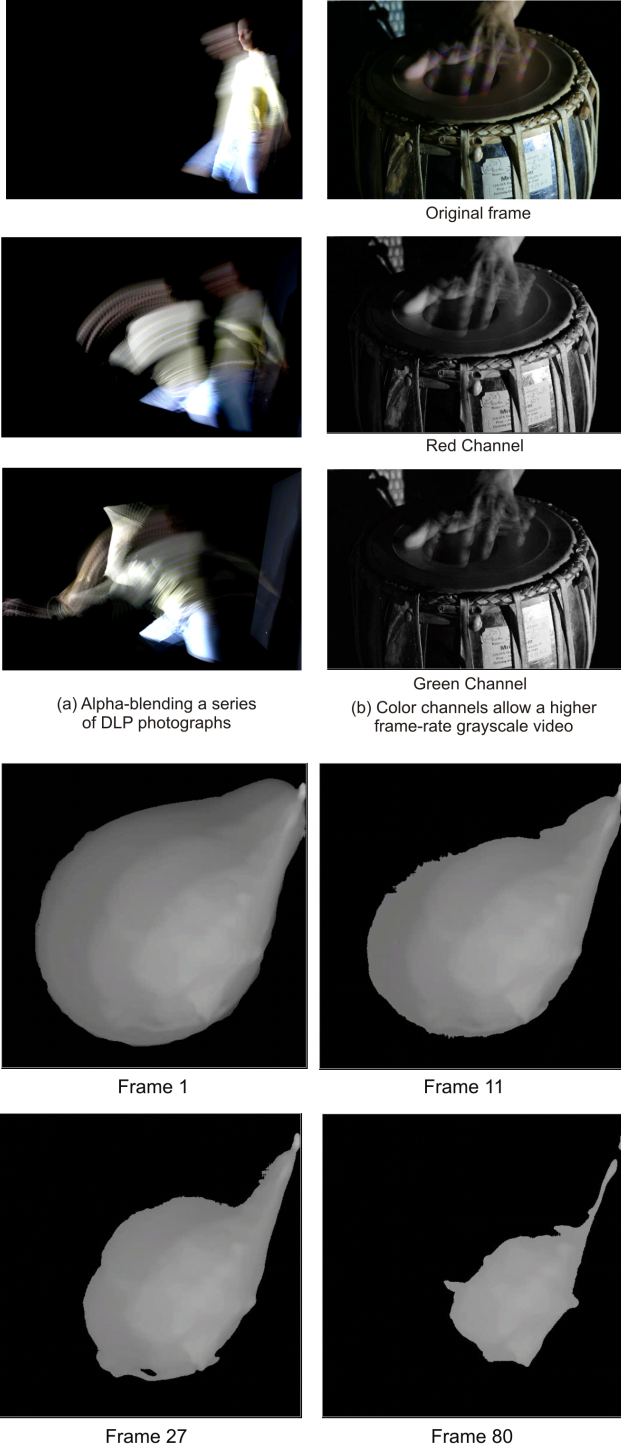 Original frame
Red Channel
Green Channel
(a) Alpha-blending a series
of DLP photographs
(b) Color channels allow a higher
frame-rate grayscale video
Frame 1
Frame 11
Frame 27
Frame 80